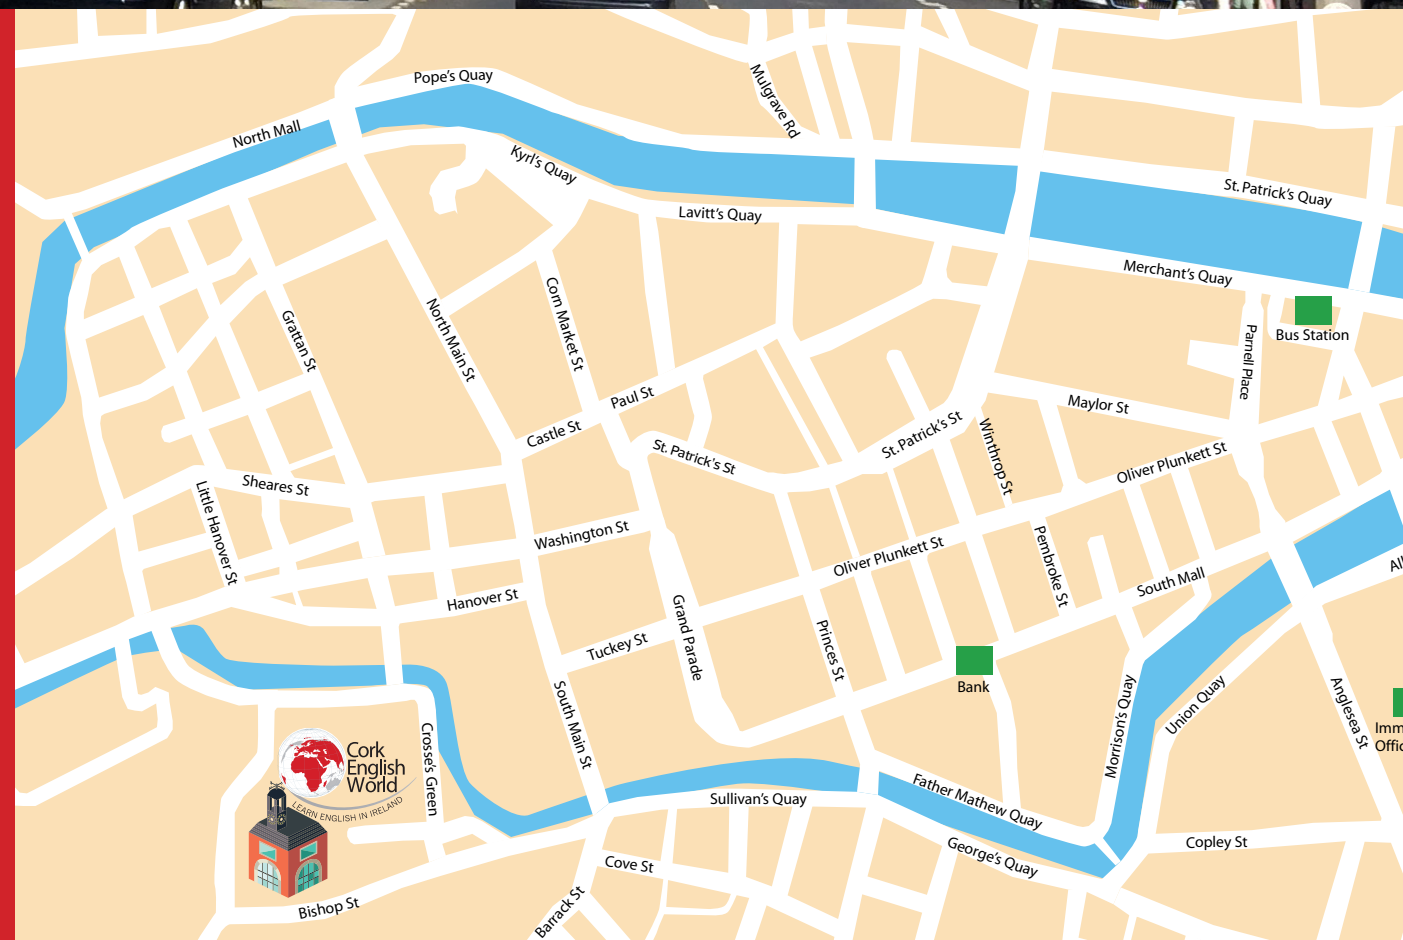 Pope's Quay
North Mall
Mulgrave Rd
Kyrl's Quay
Lavitt's Quay
St. Patrick's Quay
Merchant's Quay
Bus Station
Parnell Place
Corn Market St
North Main St
Grattan St
Paul St
Castle St
Maylor St
St. Patrick's St
St. Patrick's St
Winthrop St
Oliver Plunkett St
Sheares St
Little Hanover St
Washington St
Oliver Plunkett St
Pembroke St
South Mall
Hanover St
Tuckey St
Grand Parade
Princes St
Bank
South Main St
Morrison's Quay
Union Quay
Anglesea St
Imm
Offic
All
Crosse's Green
Cork
English
World
LEARN ENGLISH IN IRELAND
Sullivan's Quay
Father Mathew Quay
George's Quay
Copley St
Cove St
Barrack St
Bishop St